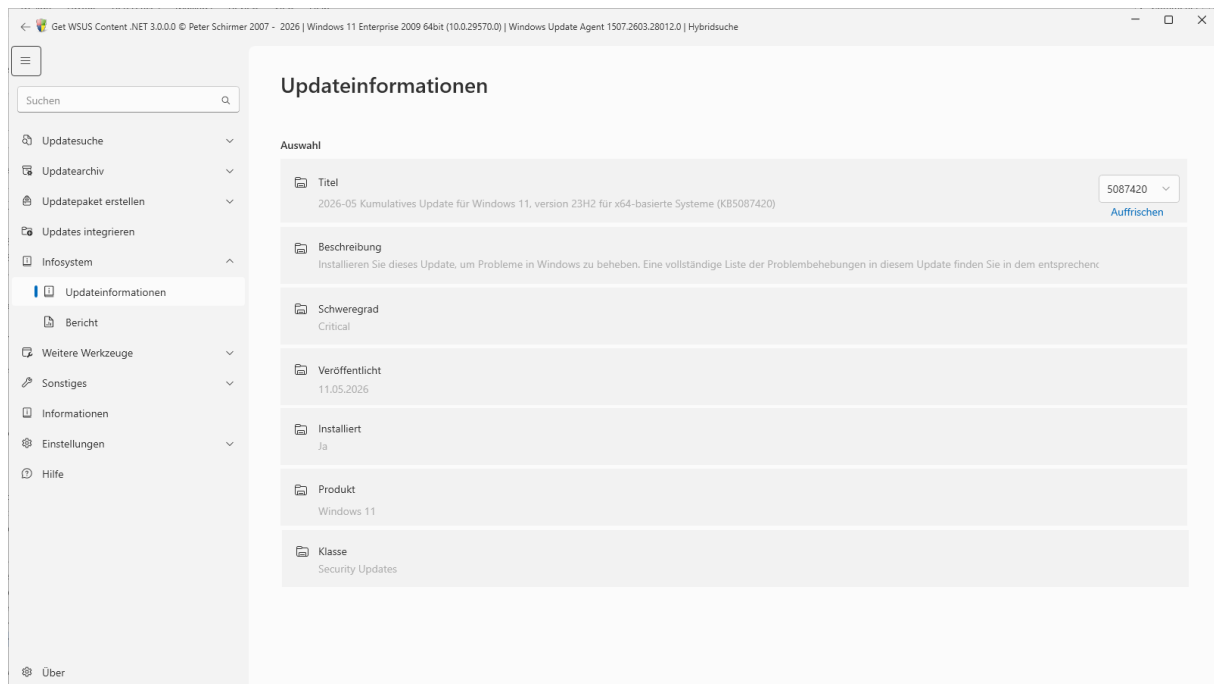 Get WSUS Content .NET 3.0.0.0 © Peter Schirmer 2007 - 2026 | Windows 11 Enterprise 2009 64bit (10.0.29570.0) | Windows Update Agent 1507.2603.28012.0 | Hybridsuche
Suchen
Updatesuche
Updatearchiv
Updatepaket erstellen
Updates integrieren
Infosystem
Updateinformationen
Bericht
Weitere Werkzeuge
Sonstiges
Informationen
Einstellungen
Hilfe
Über
Updateinformationen
Auswahl
Titel
2026-05 Kumulatives Update für Windows 11, version 23H2 für x64-basierte Systeme (KB5087420)
5087420
Auffrischen
Beschreibung
Installieren Sie dieses Update, um Probleme in Windows zu beheben. Eine vollständige Liste der Problembehebungen in diesem Update finden Sie in dem entsprechenc
Schweregrad
Critical
Veröffentlicht
11.05.2026
Installiert
Ja
Produkt
Windows 11
Klasse
Security Updates